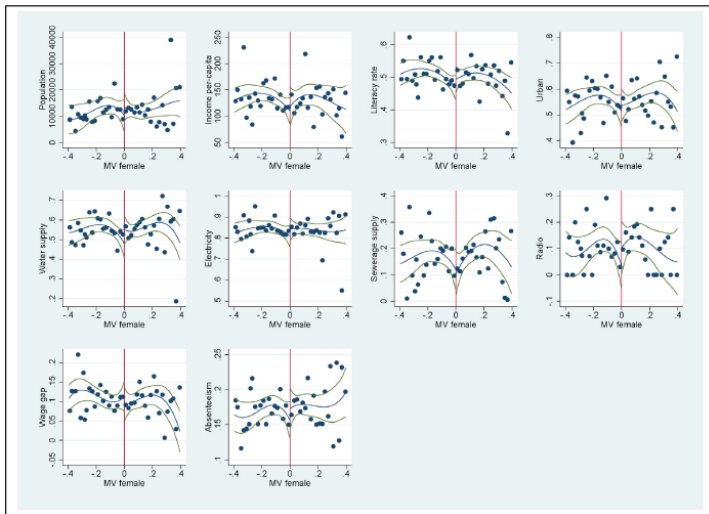 Population
0 10000 20000 30000 40000
-.4 -.2 0 .2 .4
MV female
Income per-capita
50 100 150 200 250
-.4 -.2 0 .2 .4
MV female
Literacy rate
.3 .4 .5 .6
-.4 -.2 0 .2 .4
MV female
Urban
.3 .4 .5 .6 .7 .8
-.4 -.2 0 .2 .4
MV female
Water supply
.2 .3 .4 .5 .6 .7
-.4 -.2 0 .2 .4
MV female
Electricity
.5 .6 .7 .8 .9 1
-.4 -.2 0 .2 .4
MV female
Sewerage supply
0 .1 .2 .3 .4
-.4 -.2 0 .2 .4
MV female
Radio
-.1 0 .1 .2 .3
-.4 -.2 0 .2 .4
MV female
Wage gap
-.05 0 .05 .1 .15 .2
-.4 -.2 0 .2 .4
MV female
Absenteeism
.1 .15 .2 .25
-.4 -.2 0 .2 .4
MV female